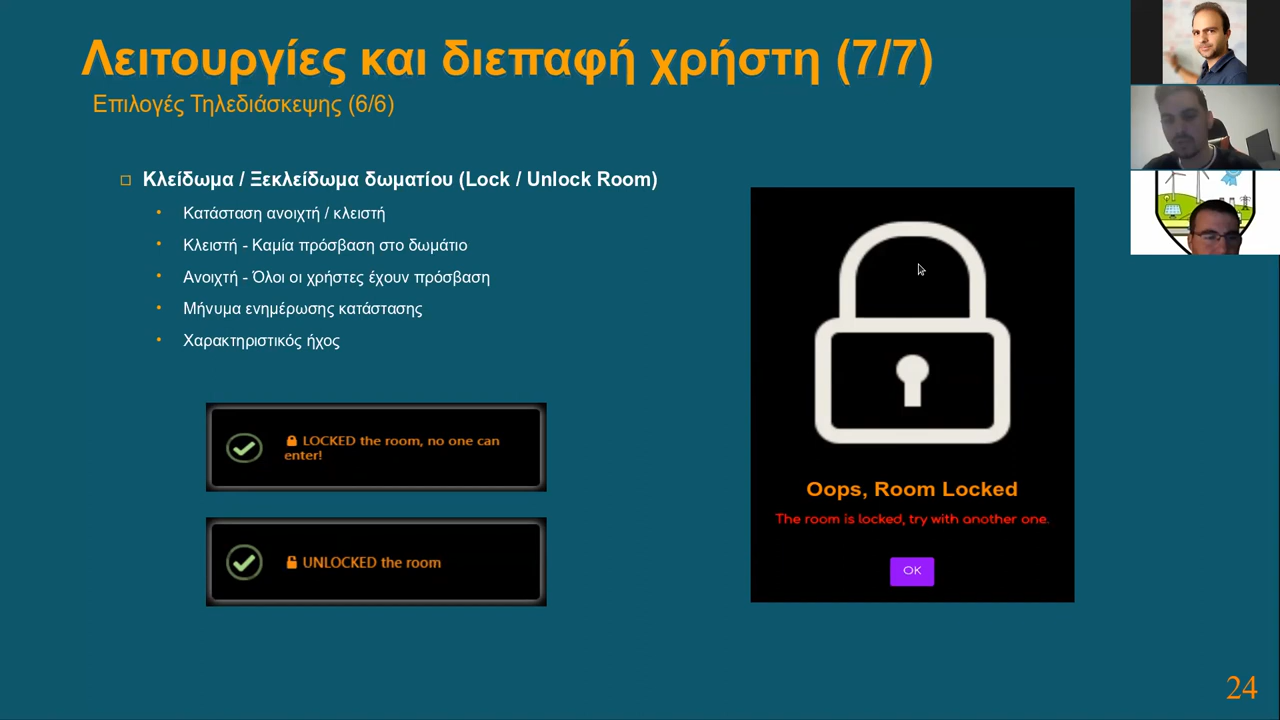 Λειτουργίες και διεπαφή χρήστη (7/7)
Επιλογές Τηλεδιάσκεψης (6/6)
Κλείδωμα / Ξεκλείδωμα δωματίου (Lock / Unlock Room)
Κατάσταση ανοιχτή / κλειστή
Κλειστή - Καμία πρόσβαση στο δωμάτιο
Ανοιχτή - Όλοι οι χρήστες έχουν πρόσβαση
Μήνυμα ενημέρωσης κατάστασης
Χαρακτηριστικός ήχος
LOCKED the room, no one can
enter!
UNLOCKED the room
Oops, Room Locked
The room is locked, try with another one.
OK
24